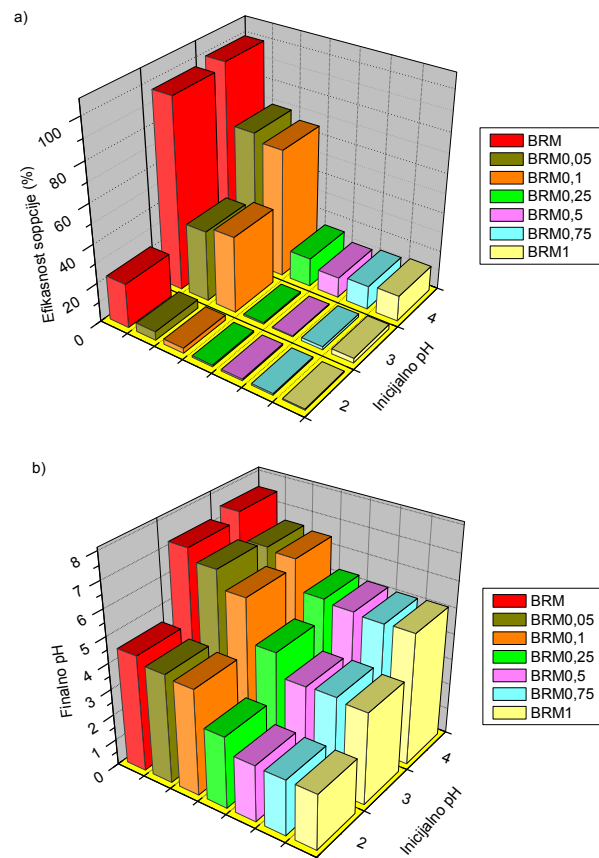 a)
Efikasnost soppcije (%)
100
80
60
40
20
0
2
3
4
Inicijalno pH
BRM
BRM0,05
BRM0,1
BRM0,25
BRM0,5
BRM0,75
BRM1
b)
Finalno pH
8
7
6
5
4
3
2
1
0
2
3
4
Inicijalno pH
BRM
BRM0,05
BRM0,1
BRM0,25
BRM0,5
BRM0,75
BRM1